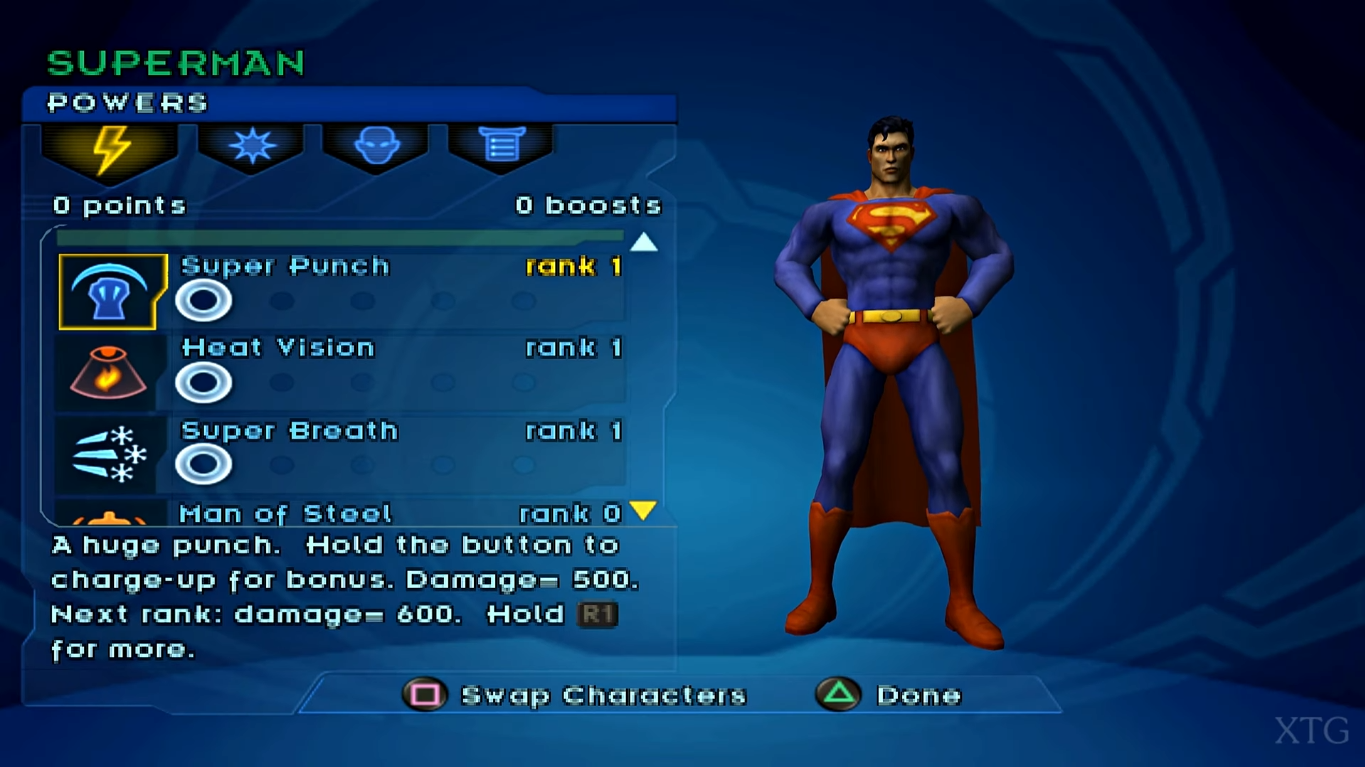 SUPERMAN
POWERS
0 points 0 boosts
Super Punch rank 1
Heat Vision rank 1
Super Breath rank 1
Man of Steel rank 0
A huge punch. Hold the button to
charge-up for bonus. Damage= 500.
Next rank: damage= 600. Hold R1
for more.
Swap Characters Done
XTG